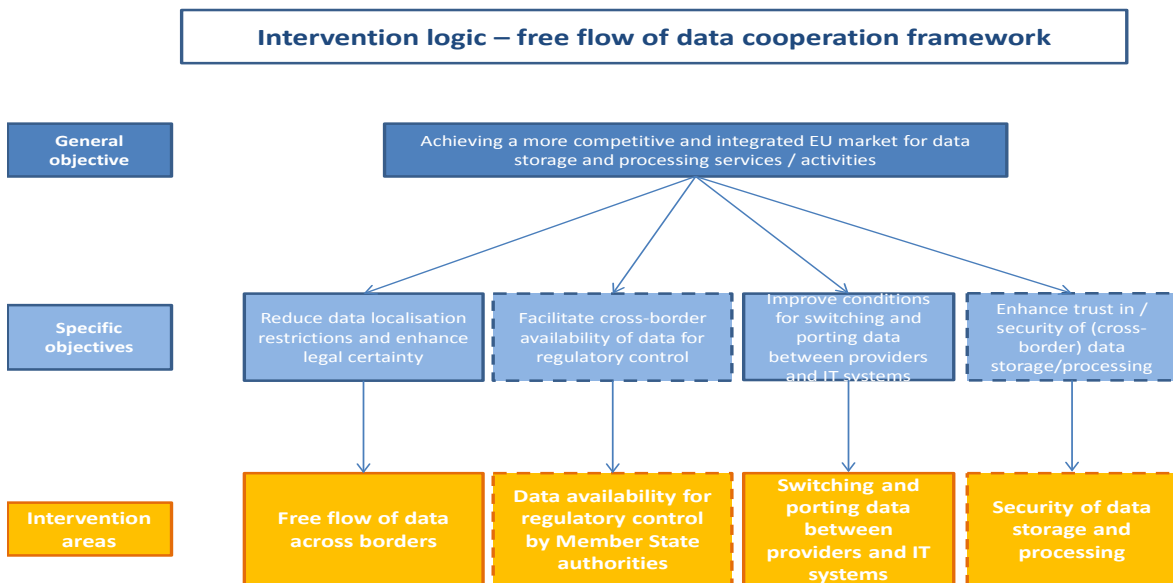 Intervention logic – free flow of data cooperation framework
General
objective
Achieving a more competitive and integrated EU market for data
storage and processing services / activities
Specific
objectives
Reduce data localisation
restrictions and enhance
legal certainty
Facilitate cross-border
availability of data for
regulatory control
Improve conditions
for switching and
porting data
between providers
and IT systems
Enhance trust in /
security of (cross-
border) data
storage/processing
Intervention
areas
Free flow of data
across borders
Data availability for
regulatory control
by Member State
authorities
Switching and
porting data
between
providers and IT
systems
Security of data
storage and
processing